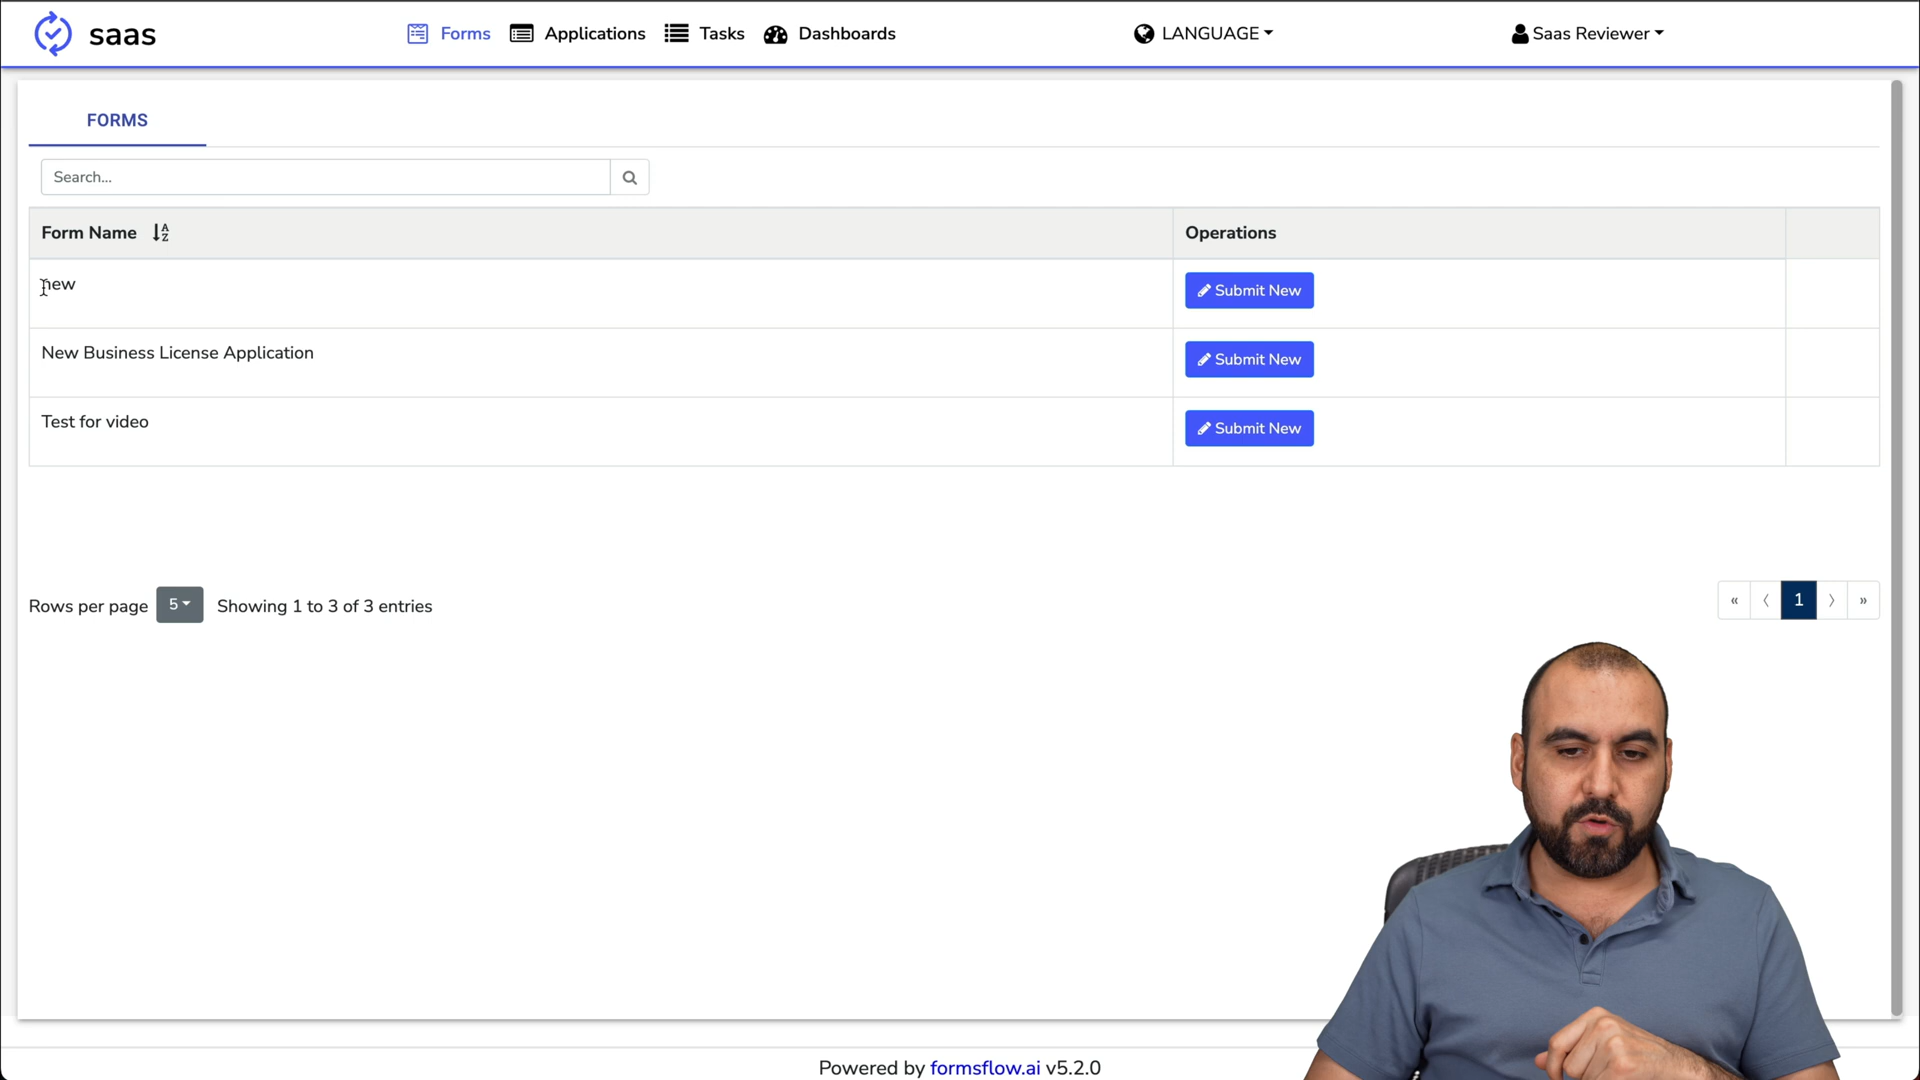 saas
Forms
Applications
Tasks
Dashboards
LANGUAGE
Saas Reviewer
FORMS
Search...
Form Name
Operations
new
Submit New
New Business License Application
Submit New
Test for video
Submit New
Rows per page 5 Showing 1 to 3 of 3 entries
« ‹ 1 › »
Powered by formsflow.ai v5.2.0